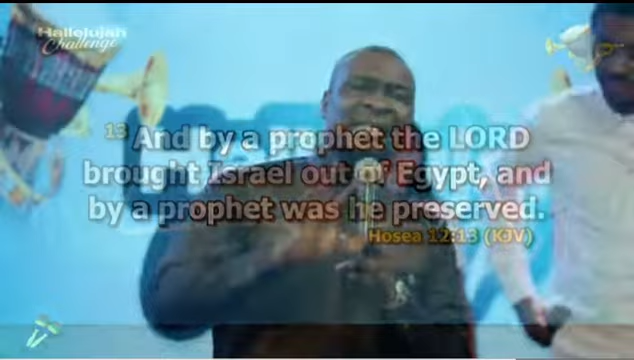 Hallelujah
Challenge
13 And by a prophet the LORD
brought Israel out of Egypt, and
by a prophet was he preserved.
Hosea 12:13 (KJV)